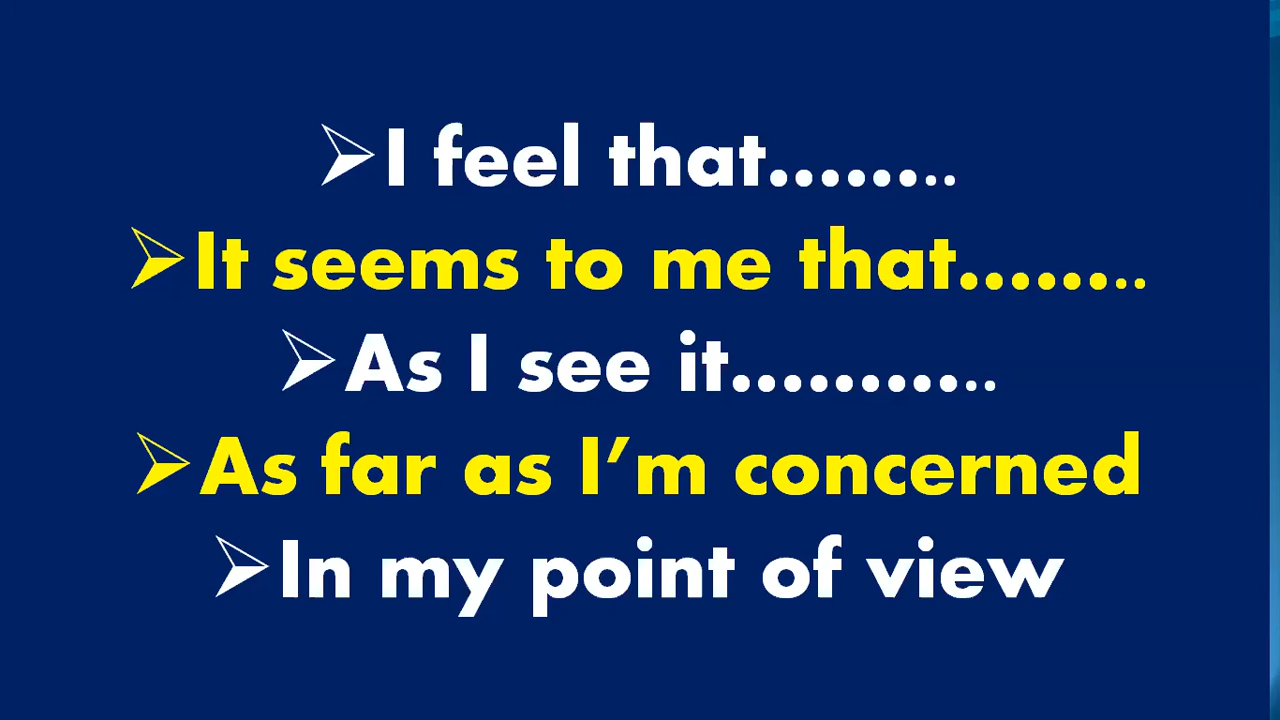 ➢I feel that……..
➢It seems to me that……..
➢As I see it………..
➢As far as I’m concerned
➢In my point of view